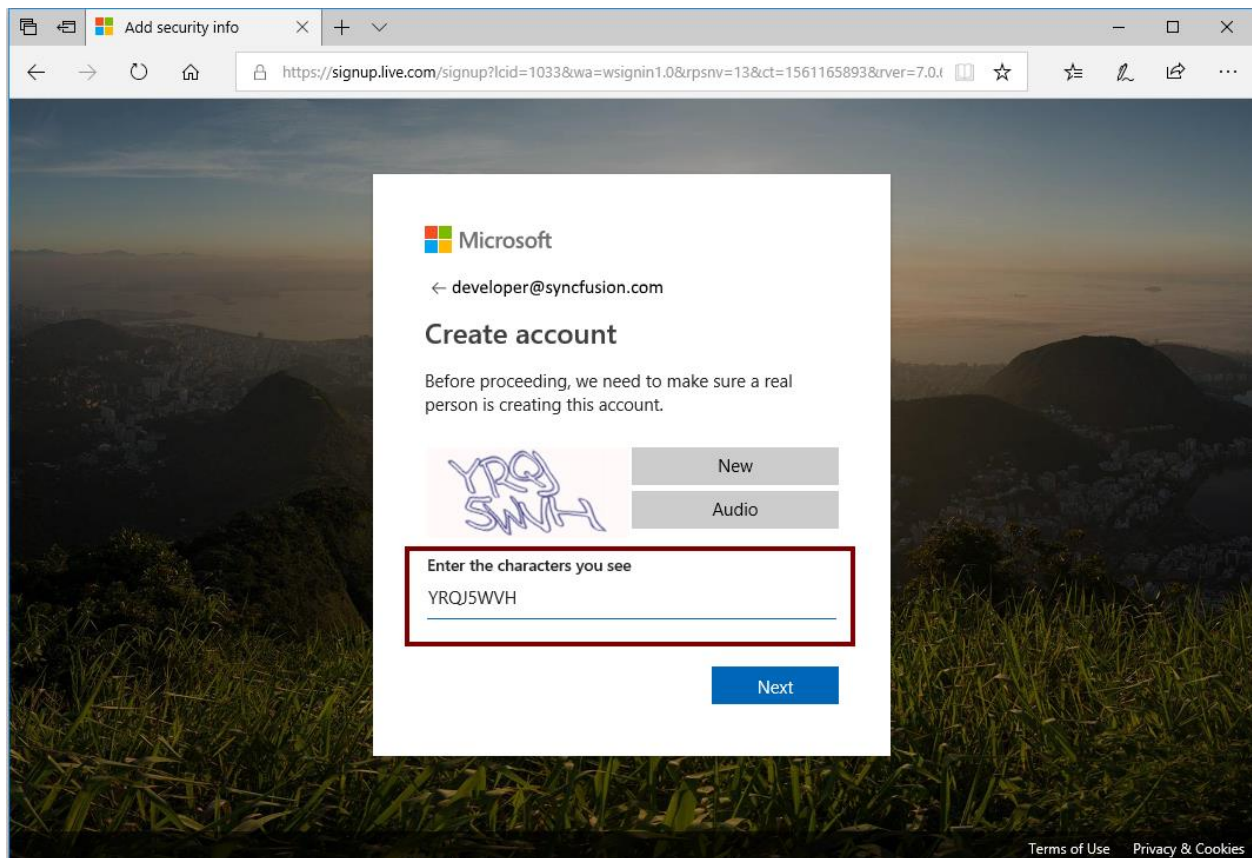 Add security info
https://signup.live.com/signup?lcid=1033&wa=wsignin1.0&rpsnv=13&ct=1561165893&rver=7.0.
Microsoft
developer@syncfusion.com
Create account
Before proceeding, we need to make sure a real
person is creating this account.
YRQJ
5WVH
New
Audio
Enter the characters you see
YRQJ5WVH
Next
Terms of Use Privacy & Cookies